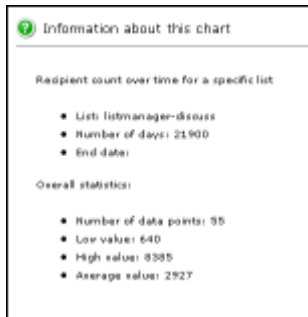 Information about this chart
Recipient count over time for a specific list
List: listmanager-discuss
Number of days: 21900
End date:
Overall statistics:
Number of data points: 55
Low value: 640
High value: 8385
Average value: 2927